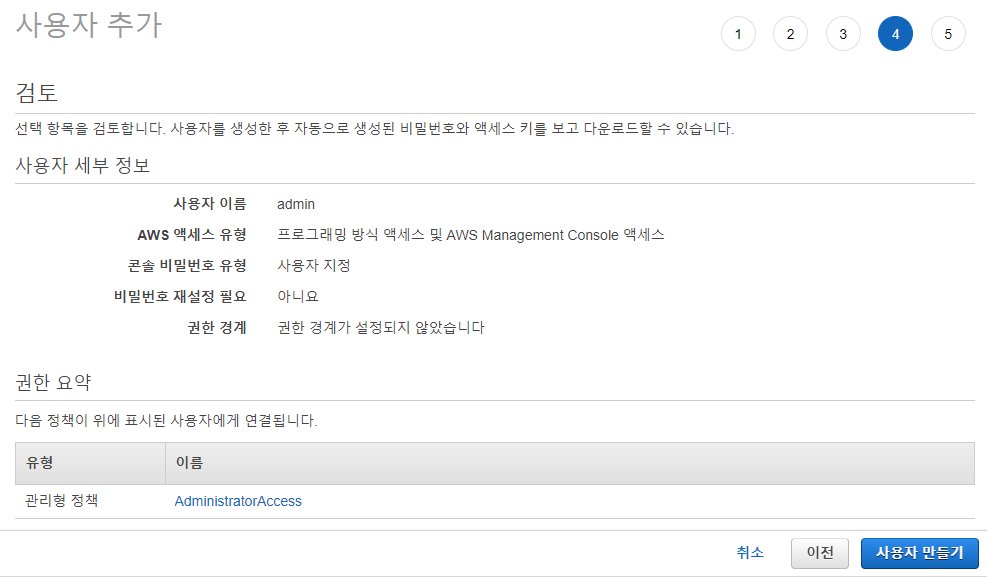 사용자 추가
1 2 3 4 5
검토
선택 항목을 검토합니다. 사용자를 생성한 후 자동으로 생성된 비밀번호와 액세스 키를 보고 다운로드할 수 있습니다.
사용자 세부 정보
사용자 이름 admin
AWS 액세스 유형 프로그래밍 방식 액세스 및 AWS Management Console 액세스
콘솔 비밀번호 유형 사용자 지정
비밀번호 재설정 필요 아니요
권한 경계 권한 경계가 설정되지 않았습니다
권한 요약
다음 정책이 위에 표시된 사용자에게 연결됩니다.
유형 이름
관리형 정책 AdministratorAccess
취소 이전 사용자 만들기